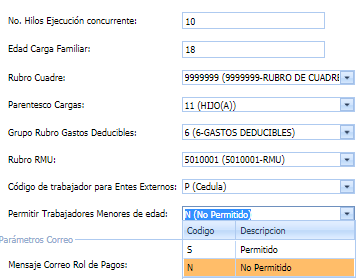 No. Hilos Ejecución concurrente: 10
Edad Carga Familiar: 18
Rubro Cuadre: 9999999 (9999999-RUBRO DE CUADRE
Parentesco Cargas: 11 (HIJO(A))
Grupo Rubro Gastos Deducibles: 6 (6-GASTOS DEDUCIBLES)
Rubro RMU: 5010001 (5010001-RMU)
Código de trabajador para Entes Externos: P (Cedula)
Permitir Trabajadores Menores de edad: N (No Permitido)
Codigo Descripcion
S Permitido
Parámetros Correo
N No Permitido
Mensaje Correo Rol de Pagos: